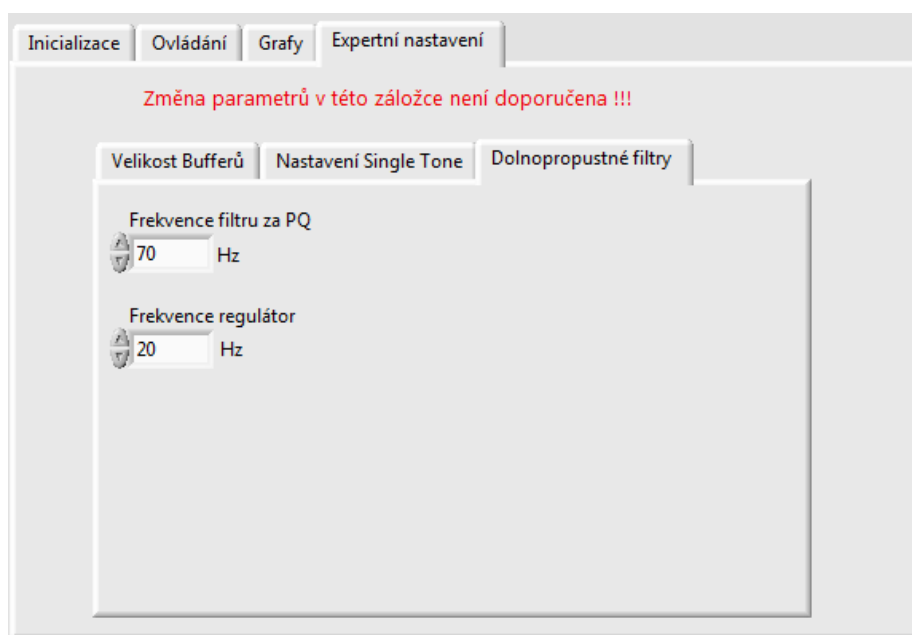 Inicializace Ovládání Grafy Expertní nastavení
Změna parametrů v této záložce není doporučena !!!
Velikost Bufferů Nastavení Single Tone Dolnopropustné filtry
Frekvence filtru za PQ
70 Hz
Frekvence regulátor
20 Hz